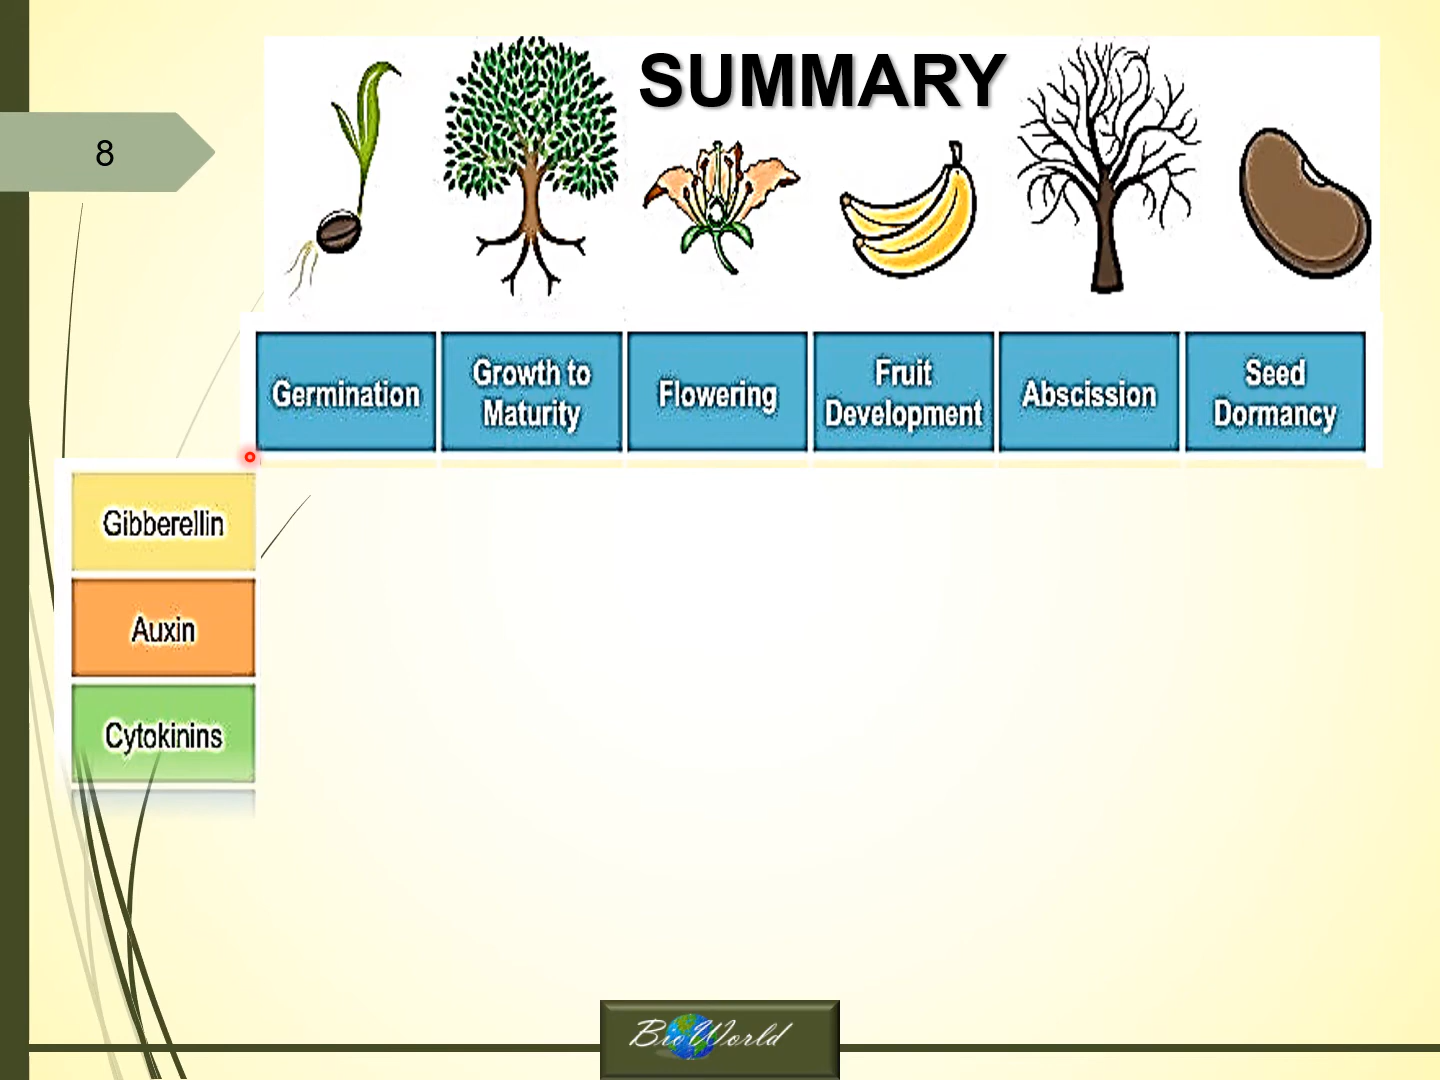 SUMMARY
8
Germination
Growth to
Maturity
Flowering
Fruit
Development
Abscission
Seed
Dormancy
Gibberellin
Auxin
Cytokinins
BioWorld